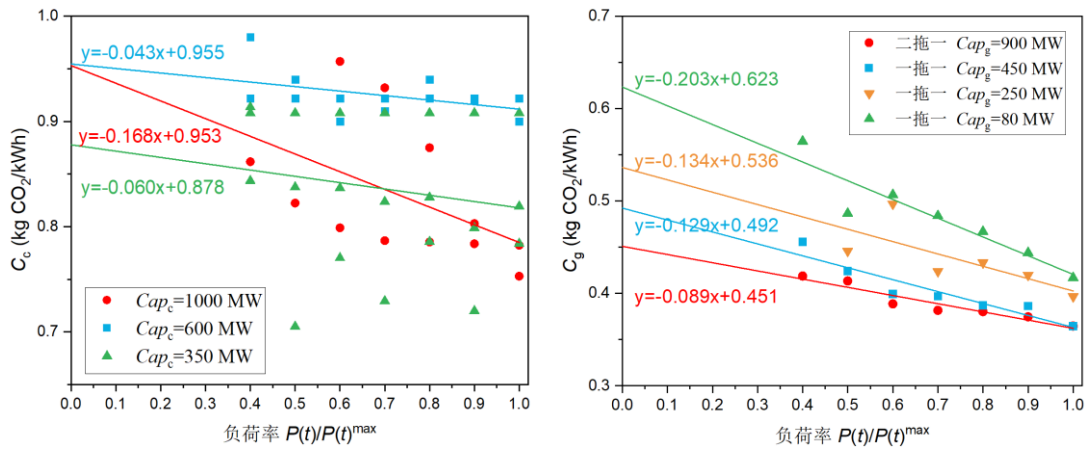 1.0
0.9
0.8
0.7
C_c (kg CO₂/kWh)
y=-0.043x+0.955
y=-0.168x+0.953
y=-0.060x+0.878
Cap_c=1000 MW
Cap_c=600 MW
Cap_c=350 MW
0.0 0.1 0.2 0.3 0.4 0.5 0.6 0.7 0.8 0.9 1.0
负荷率 P(t)/P(t)^max
0.7
0.6
0.5
0.4
0.3
C_g (kg CO₂/kWh)
二拖一 Cap_g=900 MW
一拖一 Cap_g=450 MW
一拖一 Cap_g=250 MW
一拖一 Cap_g=80 MW
y=-0.203x+0.623
y=-0.134x+0.536
y=-0.129x+0.492
y=-0.089x+0.451
0.0 0.1 0.2 0.3 0.4 0.5 0.6 0.7 0.8 0.9 1.0
负荷率 P(t)/P(t)^max